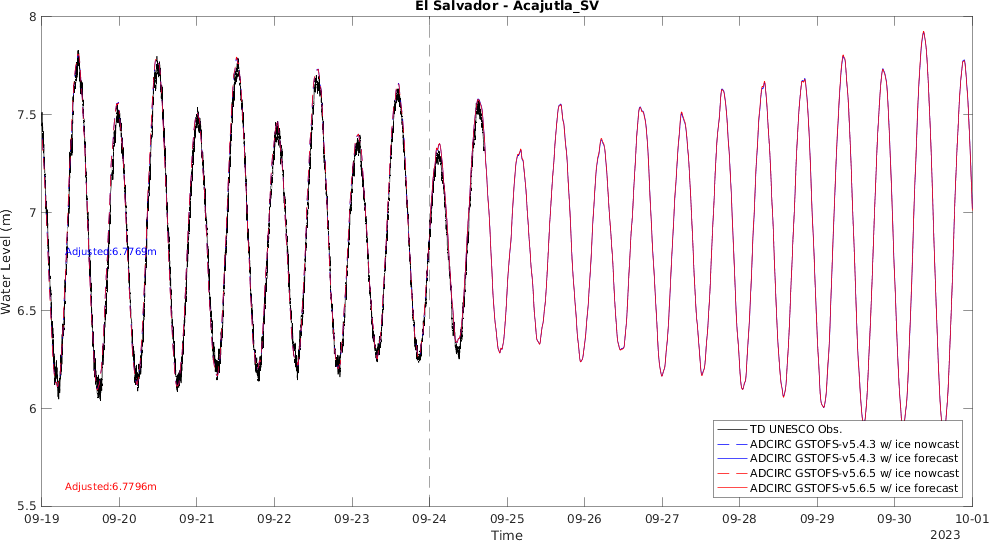 El Salvador - Acajutla_SV
8
7.5
7
6.5
6
5.5
Water Level (m)
Adjusted:6.7769m
Adjusted:6.7796m
TD UNESCO Obs.
ADCIRC GSTOFS-v5.4.3 w/ ice nowcast
ADCIRC GSTOFS-v5.4.3 w/ ice forecast
ADCIRC GSTOFS-v5.6.5 w/ ice nowcast
ADCIRC GSTOFS-v5.6.5 w/ ice forecast
09-19 09-20 09-21 09-22 09-23 09-24 09-25 09-26 09-27 09-28 09-29 09-30 10-01
Time
2023